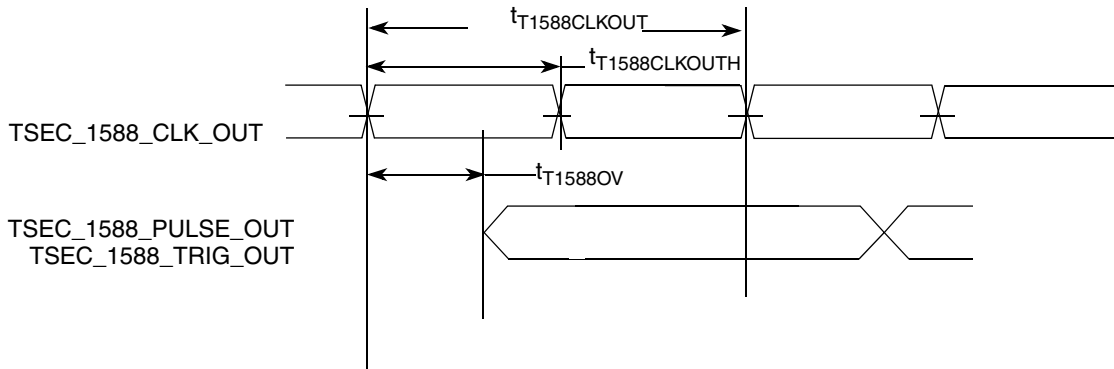 tT1588CLKOUT
tT1588CLKOUTH
TSEC_1588_CLK_OUT
tT1588OV
TSEC_1588_PULSE_OUT
TSEC_1588_TRIG_OUT